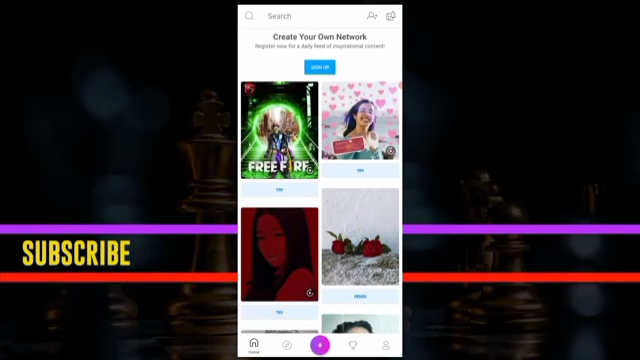 Search
Create Your Own Network
Register now for a daily feed of inspirational content!
SIGN UP
FREE FIRE
TRY
TRY
SUBSCRIBE
TRY
Home